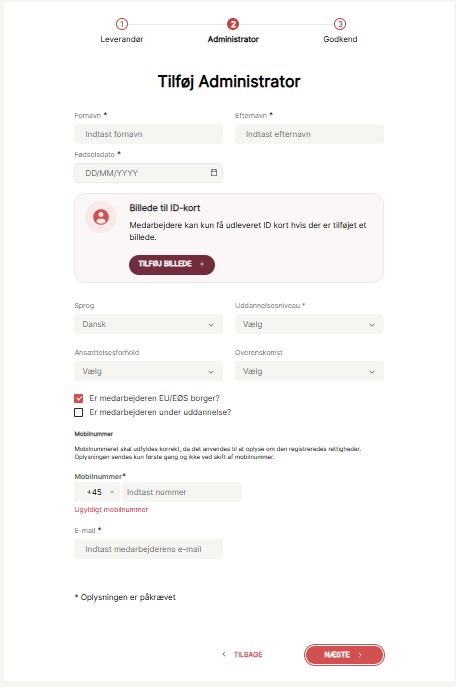 1 2 3
Leverandør Administrator Godkend
Tilføj Administrator
Fornavn * Efternavn *
Indtast fornavn Indtast efternavn
Fødselsdato *
DD/MM/YYYY
Billede til ID-kort
Medarbejdere kan kun få udleveret ID kort hvis der er tilføjet et
billede.
TILFØJ BILLEDE +
Sprog Uddannelsesniveau *
Dansk Vælg
Ansættelsesforhold Overenskomst
Vælg Vælg
Er medarbejderen EU/EØS borger?
Er medarbejderen under uddannelse?
Mobilnummer
Mobilnummeret skal udfyldes korrekt, da det anvendes til at oplyse om den registreredes rettigheder.
Oplysningen sendes kun første gang og ikke ved skift af mobilnummer.
Mobilnummer*
+45 Indtast nummer
Ugyldigt mobilnummer
E-mail *
Indtast medarbejderens e-mail
* Oplysningen er påkrævet
TILBAGE NÆSTE